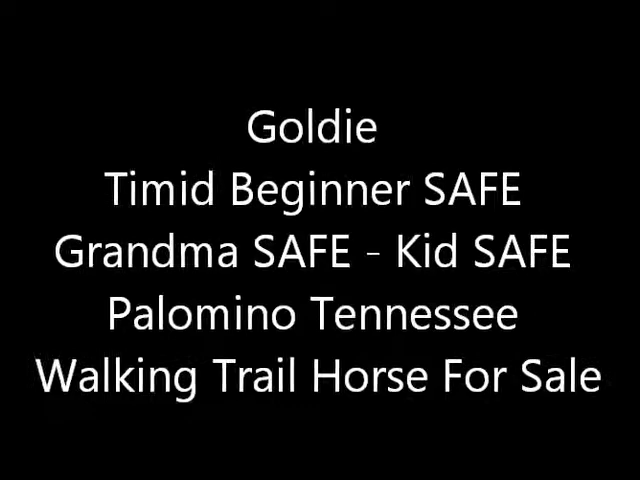 Goldie
Timid Beginner SAFE
Grandma SAFE - Kid SAFE
Palomino Tennessee
Walking Trail Horse For Sale